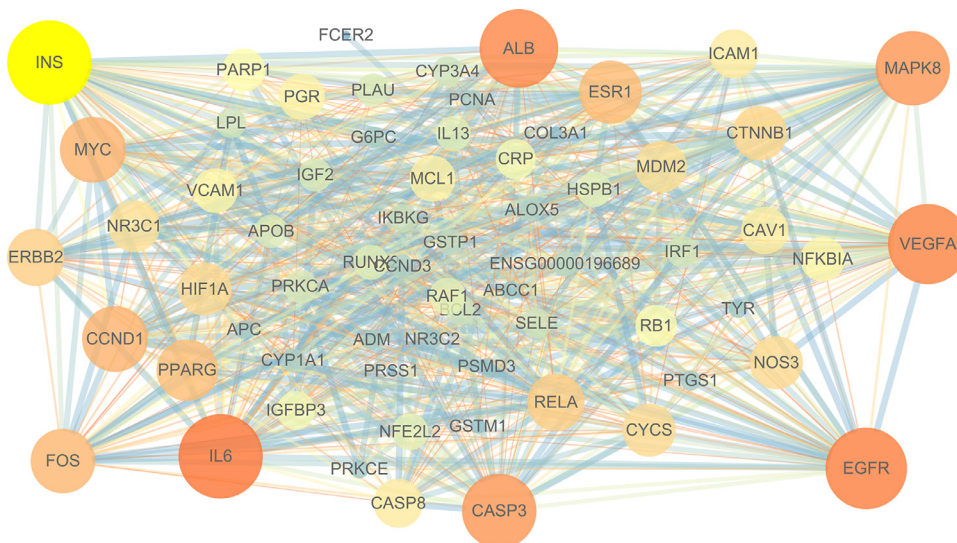 FCER2
INS
ALB
ICAM1
MAPK8
PARP1
CYP3A4
PGR
PLAU
ESR1
PCNA
LPL
G6PC
IL13
COL3A1
CTNNB1
MYC
CRP
MDM2
IGF2
MCL1
VCAM1
HSPB1
NR3C1
IKBKG
ALOX5
APOB
CAV1
VEGFA
ERBB2
GSTP1
IRF1
NFKBIA
RUNX
CCND3
ENSG00000196689
HIF1A
PRKCA
RAF1
ABCC1
BCL2
TYR
SELE
RB1
APC
CCND1
ADM
NR3C2
CYP1A1
PPARG
PRSS1
PSMD3
NOS3
PTGS1
RELA
IGFBP3
GSTM1
CYCS
NFE2L2
FOS
IL6
PRKCE
EGFR
CASP8
CASP3